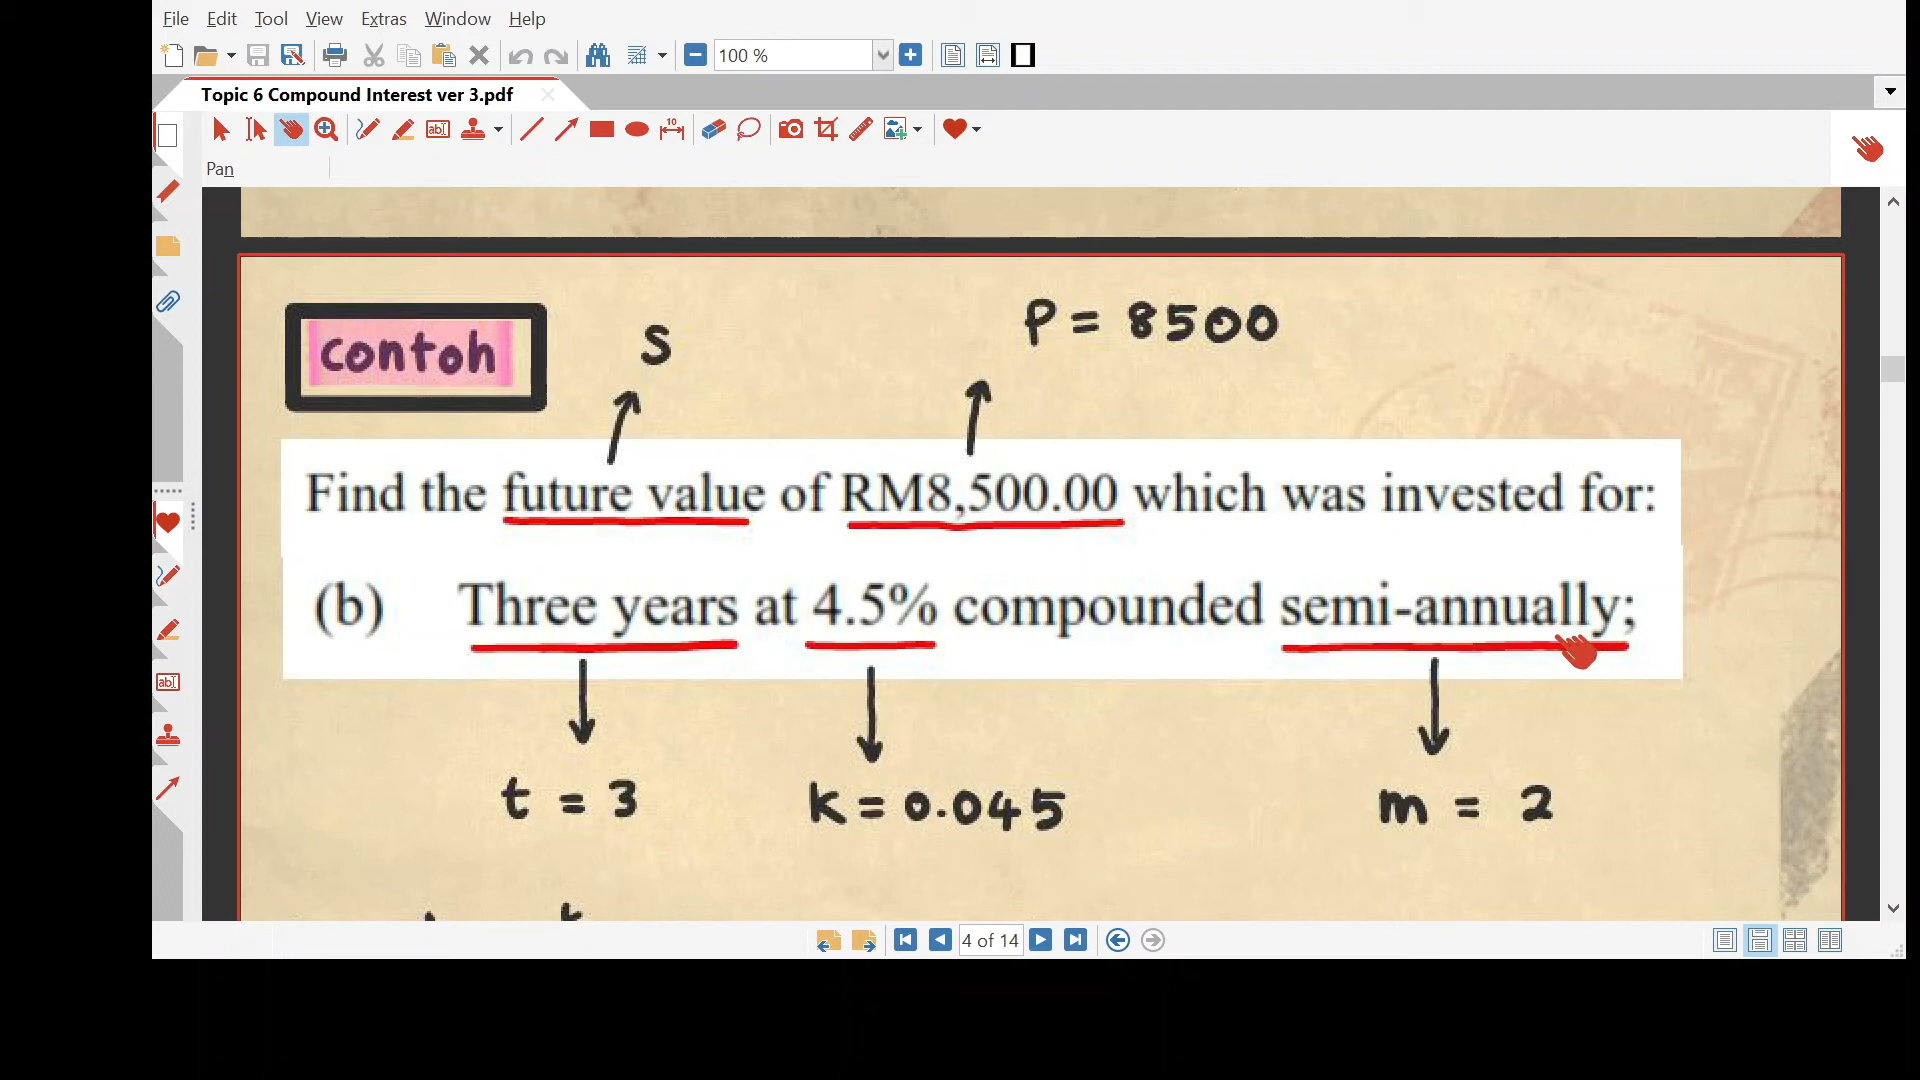 File Edit Tool View Extras Window Help
100 %
Topic 6 Compound Interest ver 3.pdf
Pan
contoh
S
P = 8500
Find the future value of RM8,500.00 which was invested for:
(b) Three years at 4.5% compounded semi-annually;
t = 3
k = 0.045
m = 2
4 of 14